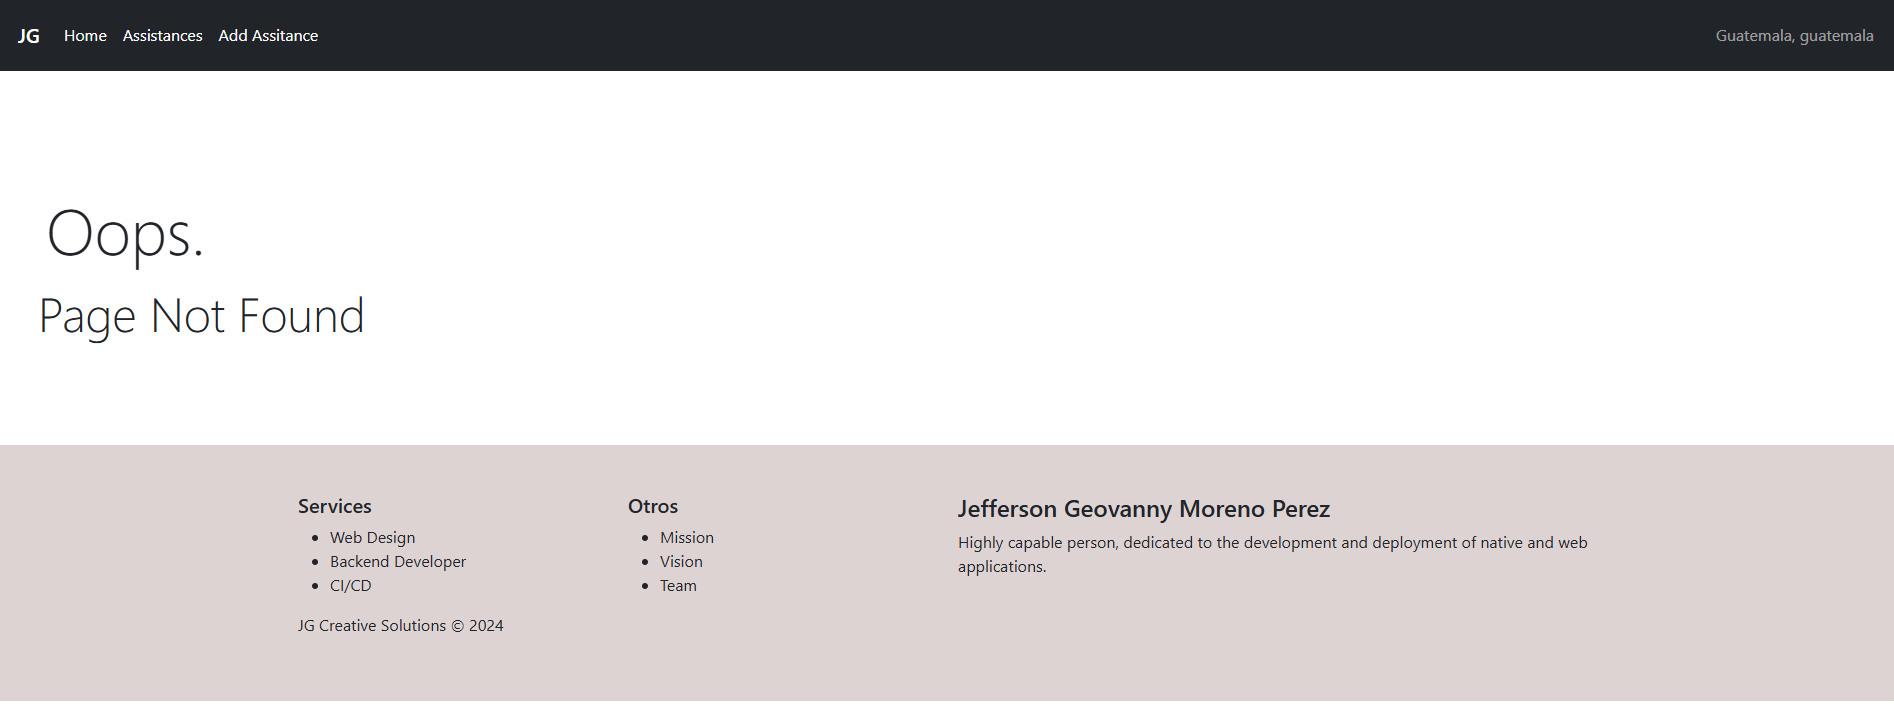 JG Home Assistances Add Assitance Guatemala, guatemala
Oops.
Page Not Found
Services
Web Design
Backend Developer
CI/CD
Otros
Mission
Vision
Team
Jefferson Geovanny Moreno Perez
Highly capable person, dedicated to the development and deployment of native and web
applications.
JG Creative Solutions © 2024